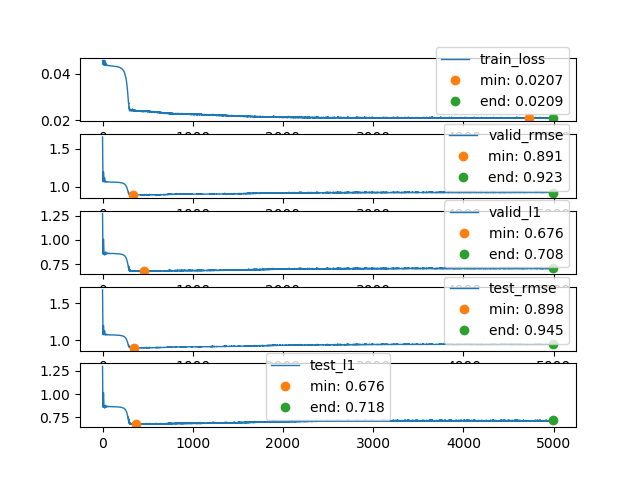 train_loss
min: 0.0207
end: 0.0209
0.04
0.02
valid_rmse
min: 0.891
end: 0.923
1.5
1.0
valid_l1
min: 0.676
end: 0.708
1.25
1.00
0.75
test_rmse
min: 0.898
end: 0.945
1.5
1.0
test_l1
min: 0.676
end: 0.718
1.25
1.00
0.75
0 1000 2000 3000 4000 5000